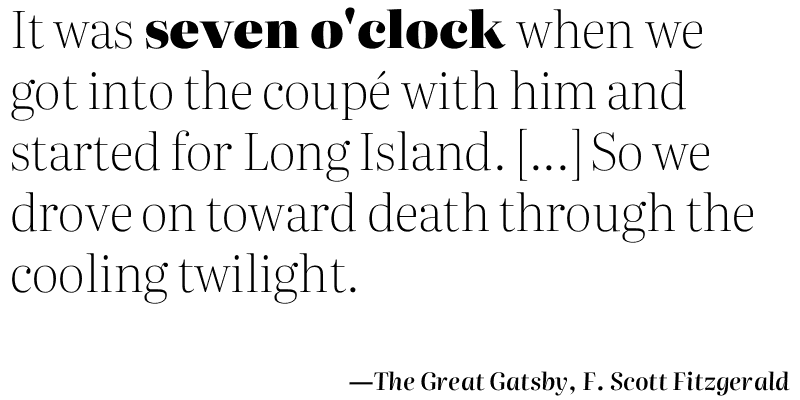 It was seven o'clock when we
got into the coupé with him and
started for Long Island. [...] So we
drove on toward death through the
cooling twilight.
—The Great Gatsby, F. Scott Fitzgerald